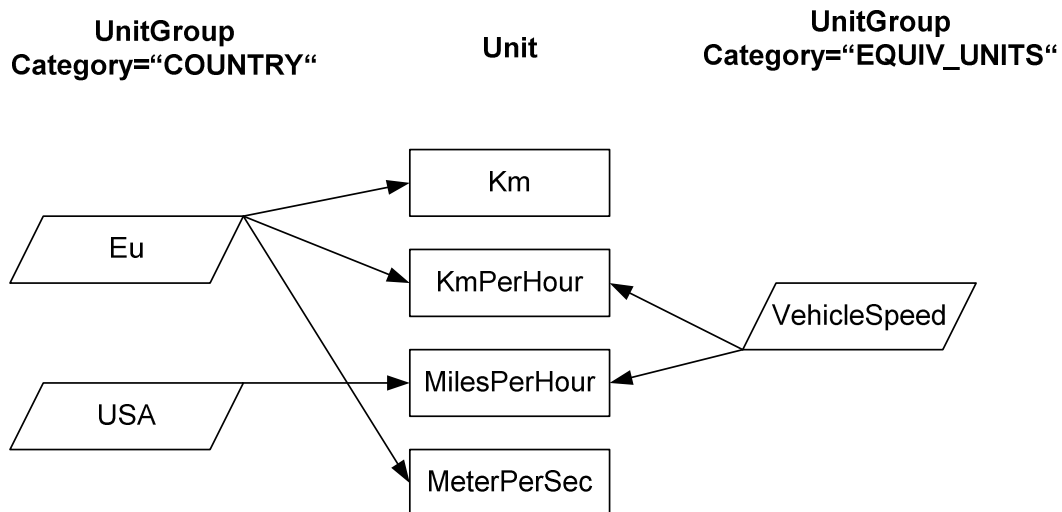 UnitGroup
Category=“COUNTRY“
Unit
UnitGroup
Category=“EQUIV_UNITS“
Km
Eu
KmPerHour
VehicleSpeed
MilesPerHour
USA
MeterPerSec